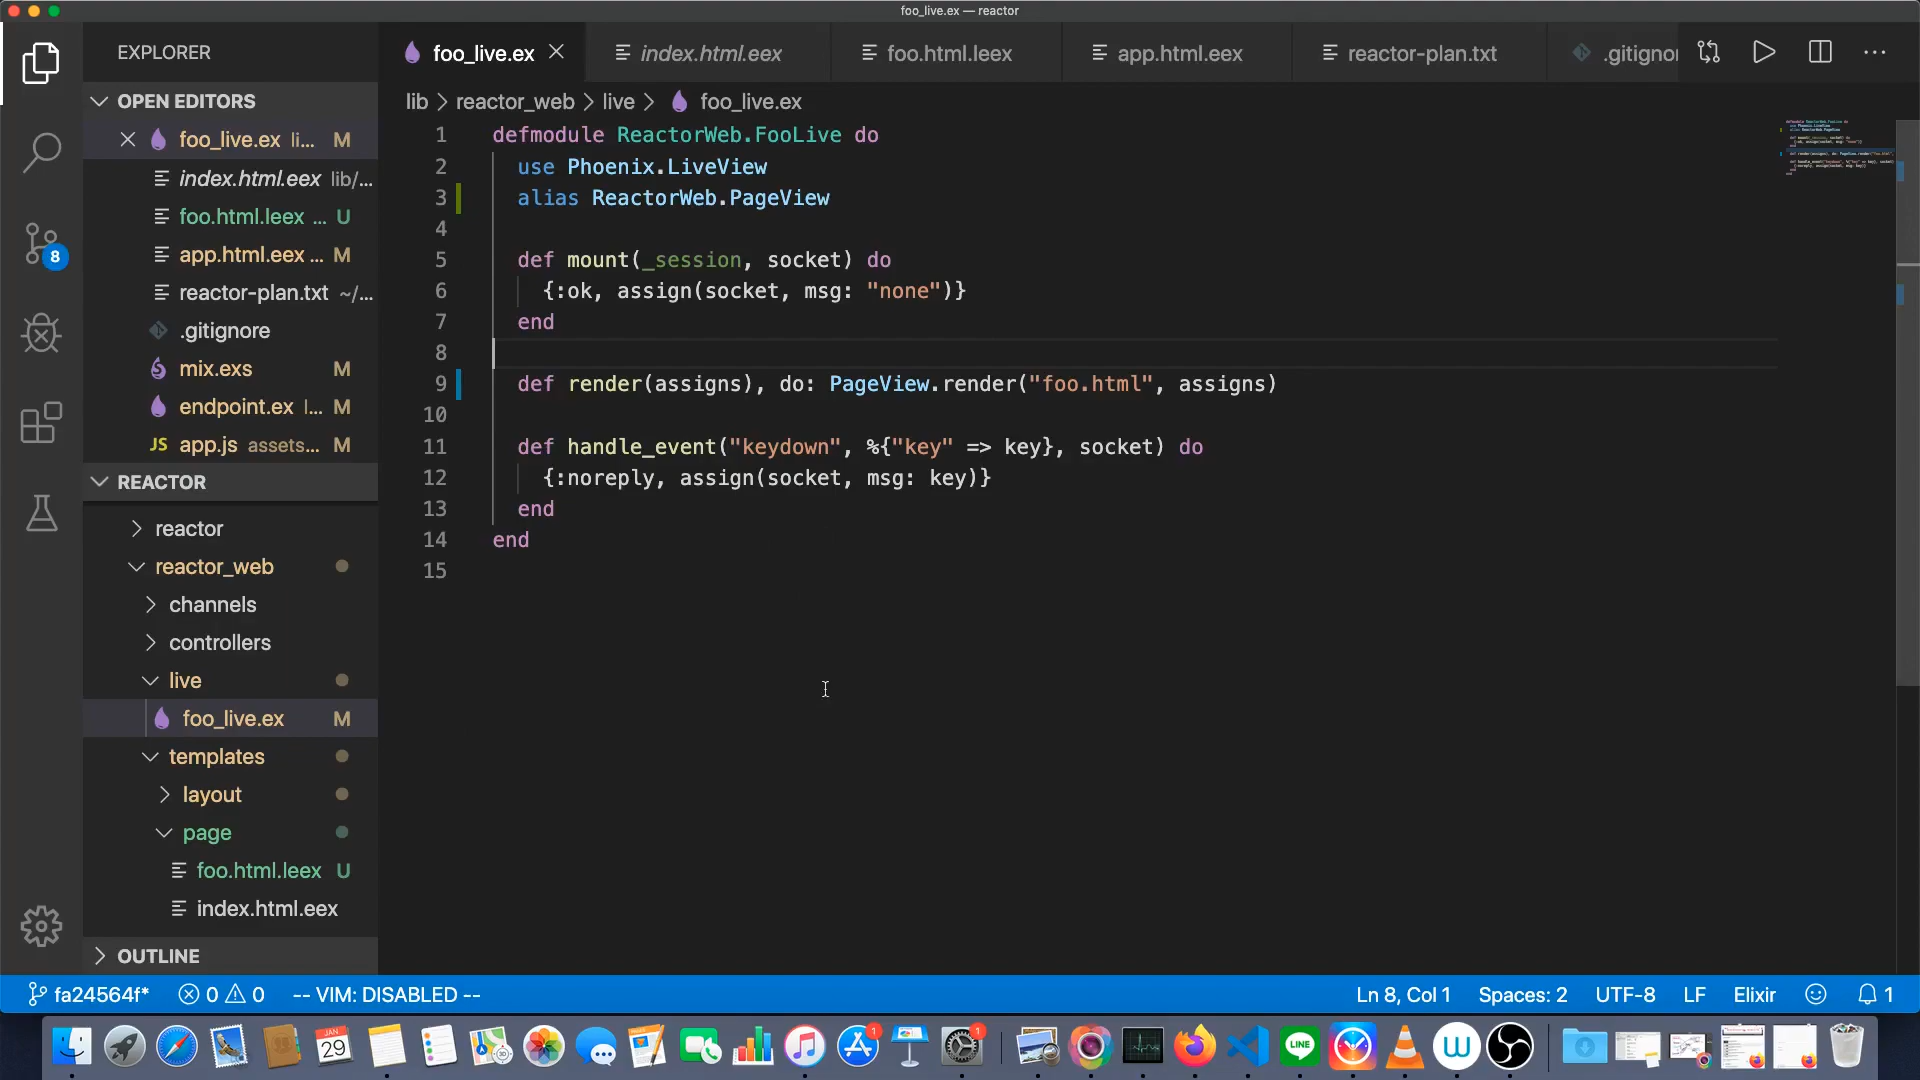 foo_live.ex — reactor
EXPLORER
foo_live.ex
index.html.eex
foo.html.leex
app.html.eex
reactor-plan.txt
.gitignor
OPEN EDITORS
foo_live.ex li... M
index.html.eex lib/...
foo.html.leex ... U
app.html.eex ... M
reactor-plan.txt ~/...
.gitignore
mix.exs M
endpoint.ex l... M
JS app.js assets... M
8
REACTOR
reactor
reactor_web
channels
controllers
live
foo_live.ex M
templates
layout
page
foo.html.leex U
index.html.eex
OUTLINE
lib > reactor_web > live > foo_live.ex
1 defmodule ReactorWeb.FooLive do
2 use Phoenix.LiveView
3 alias ReactorWeb.PageView
4
5 def mount(_session, socket) do
6 {:ok, assign(socket, msg: "none")}
7 end
8
9 def render(assigns), do: PageView.render("foo.html", assigns)
10
11 def handle_event("keydown", %{"key" => key}, socket) do
12 {:noreply, assign(socket, msg: key)}
13 end
14 end
15
fa24564f* 0 0 -- VIM: DISABLED -- Ln 8, Col 1 Spaces: 2 UTF-8 LF Elixir 1
JAN
29
1
1
LINE